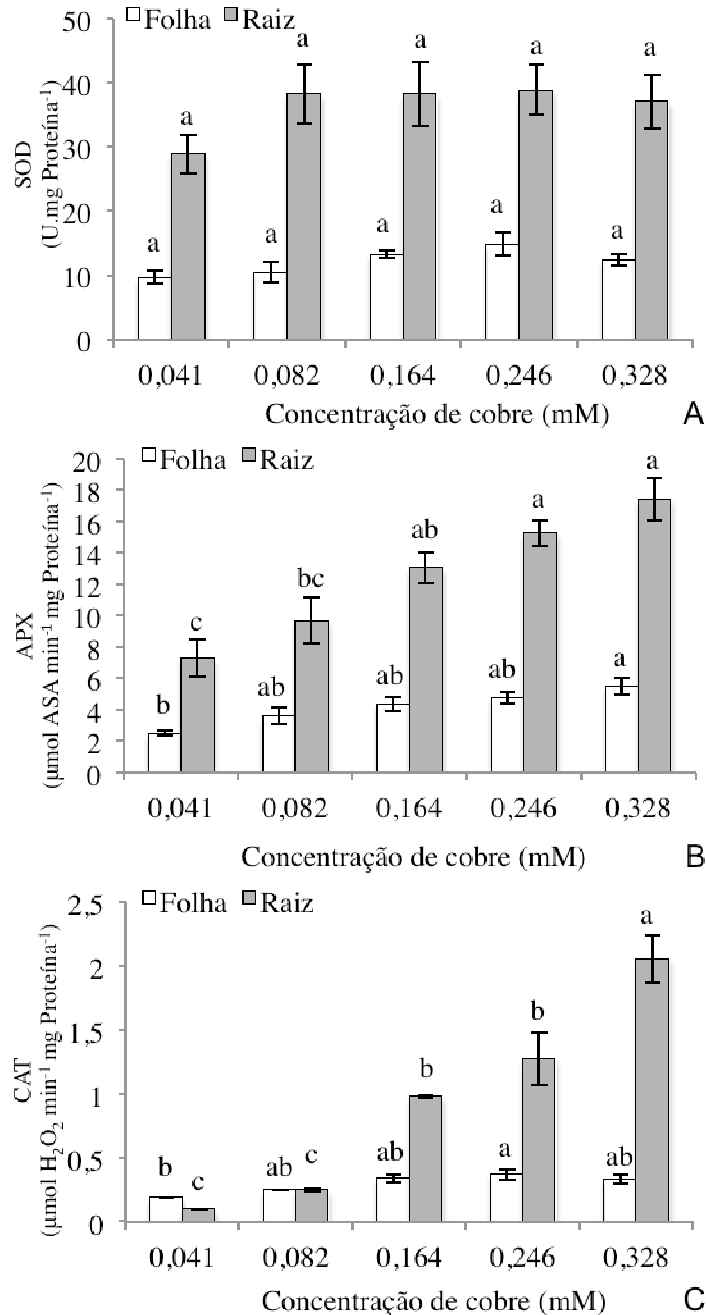 Folha Raiz
50
40
30
20
10
0
SOD
(U.mg Proteína-1)
a a a a a
a a a a a
0,041 0,082 0,164 0,246 0,328
Concentração de cobre (mM)
A
Folha Raiz
20
18
16
14
12
10
8
6
4
2
0
APX
(µmol ASA min-1 mg Proteína-1)
b c ab bc ab ab ab a a a
0,041 0,082 0,164 0,246 0,328
Concentração de cobre (mM)
B
Folha Raiz
2,5
2
1,5
1
0,5
0
CAT
(µmol H2O2 min-1 mg Proteína-1)
b c ab c ab b a b ab a
0,041 0,082 0,164 0,246 0,328
Concentração de cobre (mM)
C